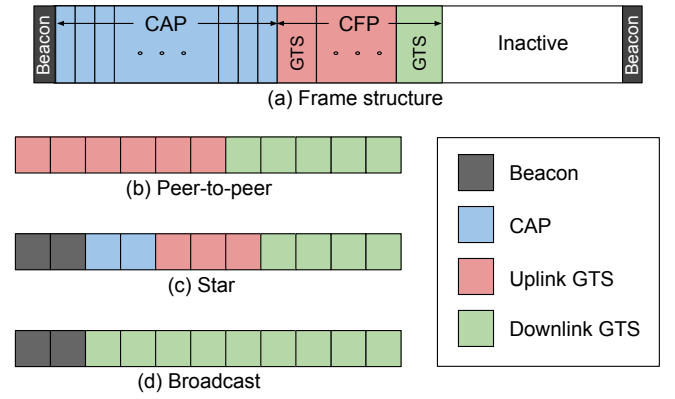 Beacon
CAP
CFP
GTS
GTS
Inactive
Beacon
(a) Frame structure
(b) Peer-to-peer
(c) Star
(d) Broadcast
Beacon
CAP
Uplink GTS
Downlink GTS